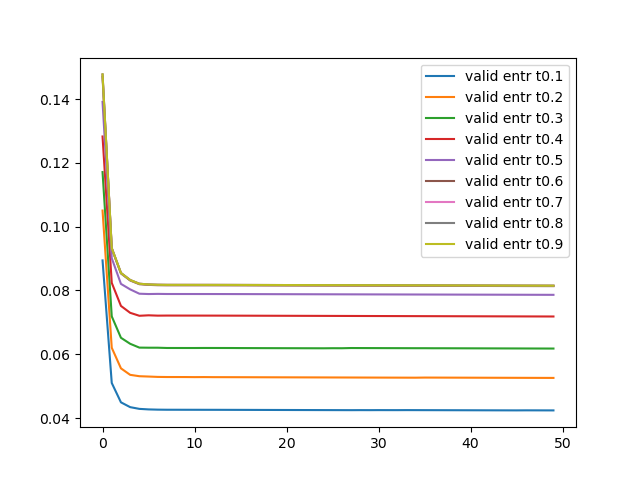 0.14
0.12
0.10
0.08
0.06
0.04
0
10
20
30
40
50
valid entr t0.1
valid entr t0.2
valid entr t0.3
valid entr t0.4
valid entr t0.5
valid entr t0.6
valid entr t0.7
valid entr t0.8
valid entr t0.9